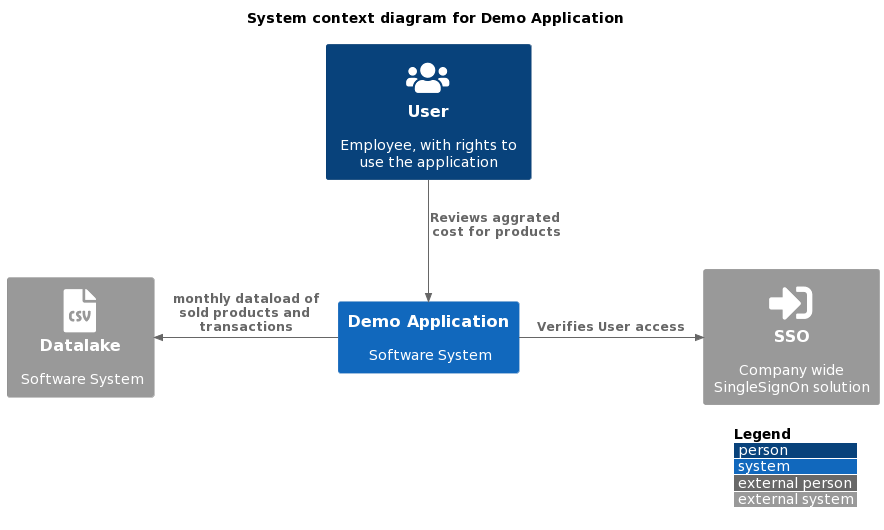 System context diagram for Demo Application
User
Employee, with rights to
use the application
Reviews aggrated
cost for products
CSV
Datalake
Software System
monthly dataload of
sold products and
transactions
Demo Application
Software System
Verifies User access
SSO
Company wide
SingleSignOn solution
Legend
person
system
external person
external system